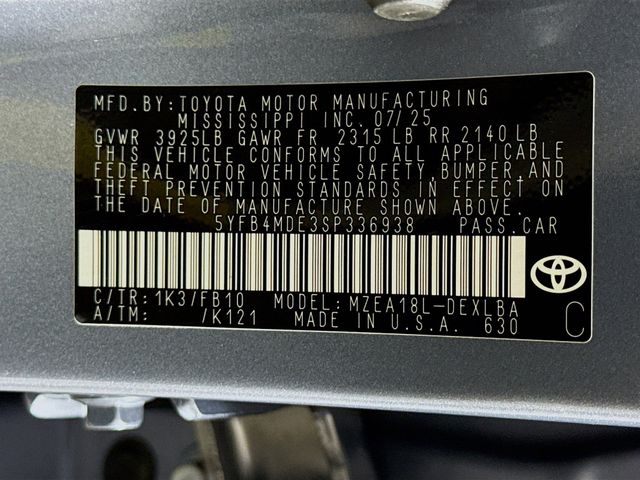 MFD. BY: TOYOTA MOTOR MANUFACTURING
MISSISSIPPI INC. 07/25
GVWR 3925LB GAWR FR 2315 LB RR 2140 LB
THIS VEHICLE CONFORMS TO ALL APPLICABLE
FEDERAL MOTOR VEHICLE SAFETY, BUMPER, AND
THEFT PREVENTION STANDARDS IN EFFECT ON
THE DATE OF MANUFACTURE SHOWN ABOVE.
5YFB4MDE3SP336938 PASS. CAR
C/TR: 1K3/FB10 MODEL: MZEA18L-DEXLBA
A/TM: /K121 MADE IN U.S.A. 630 C